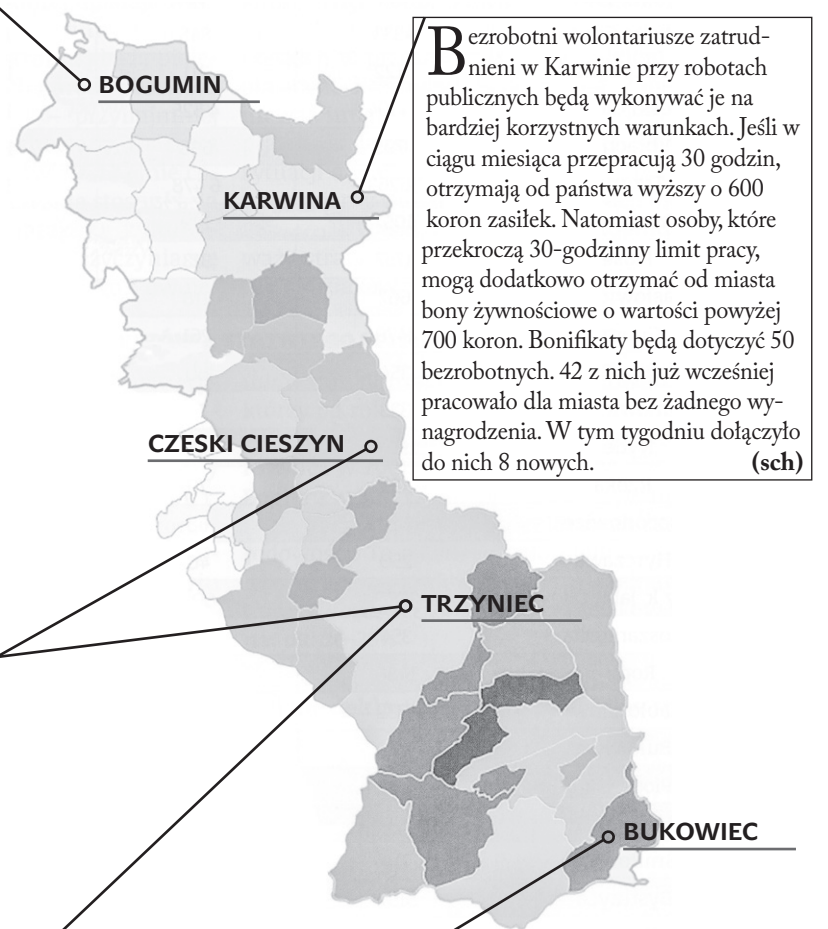 BOGUMIN
KARWINA
Bezrobotni wolontariusze zatrud-
nieni w Karwinie przy robotach
publicznych będą wykonywać je na
bardziej korzystnych warunkach. Jeśli w
ciągu miesiąca przepracują 30 godzin,
otrzymają od państwa wyższy o 600
koron zasiłek. Natomiast osoby, które
przekroczą 30-godzinny limit pracy,
mogą dodatkowo otrzymać od miasta
bony żywnościowe o wartości powyżej
700 koron. Bonifikaty będą dotyczyć 50
bezrobotnych. 42 z nich już wcześniej
pracowało dla miasta bez żadnego wy-
nagrodzenia. W tym tygodniu dołączyło
do nich 8 nowych. (sch)
CZESKI CIESZYN
TRZYNIEC
BUKOWIEC